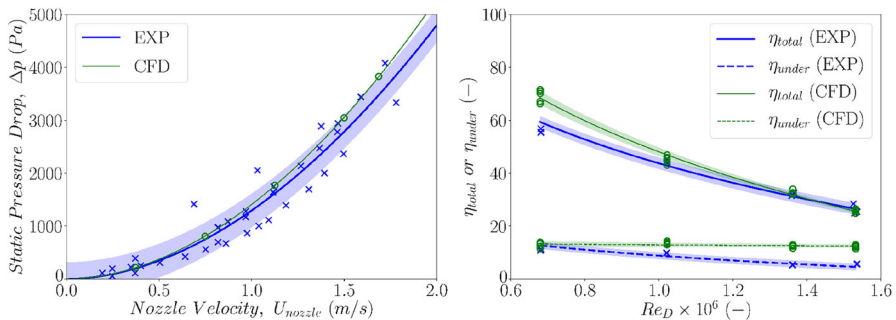 5000
4000
3000
2000
1000
0
Static Pressure Drop, Δp (Pa)
EXP
CFD
0.0 0.5 1.0 1.5 2.0
Nozzle Velocity, U_nozzle (m/s)
100
80
60
40
20
0
η_total or η_under (−)
η_total (EXP)
η_under (EXP)
η_total (CFD)
η_under (CFD)
0.6 0.8 1.0 1.2 1.4 1.6
Re_D × 10⁶ (−)